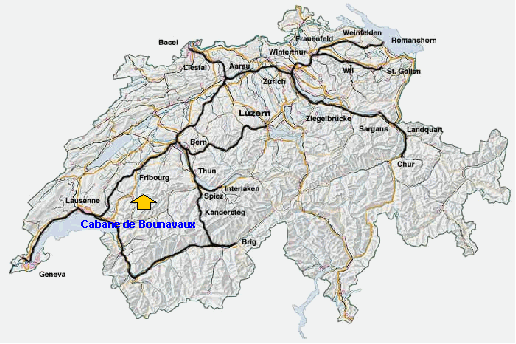 Weinfelden
Frauenfeld
Romanshorn
Basel
Winterthur
Liestal
Aarau
Wil
St. Gallen
Zürich
Luzern
Ziegelbrücke
Sargans
Landquart
Bern
Chur
Thun
Fribourg
Interlaken
Spiez
Lausanne
Kandersteg
Cabane de Bounavaux
Brig
Geneva